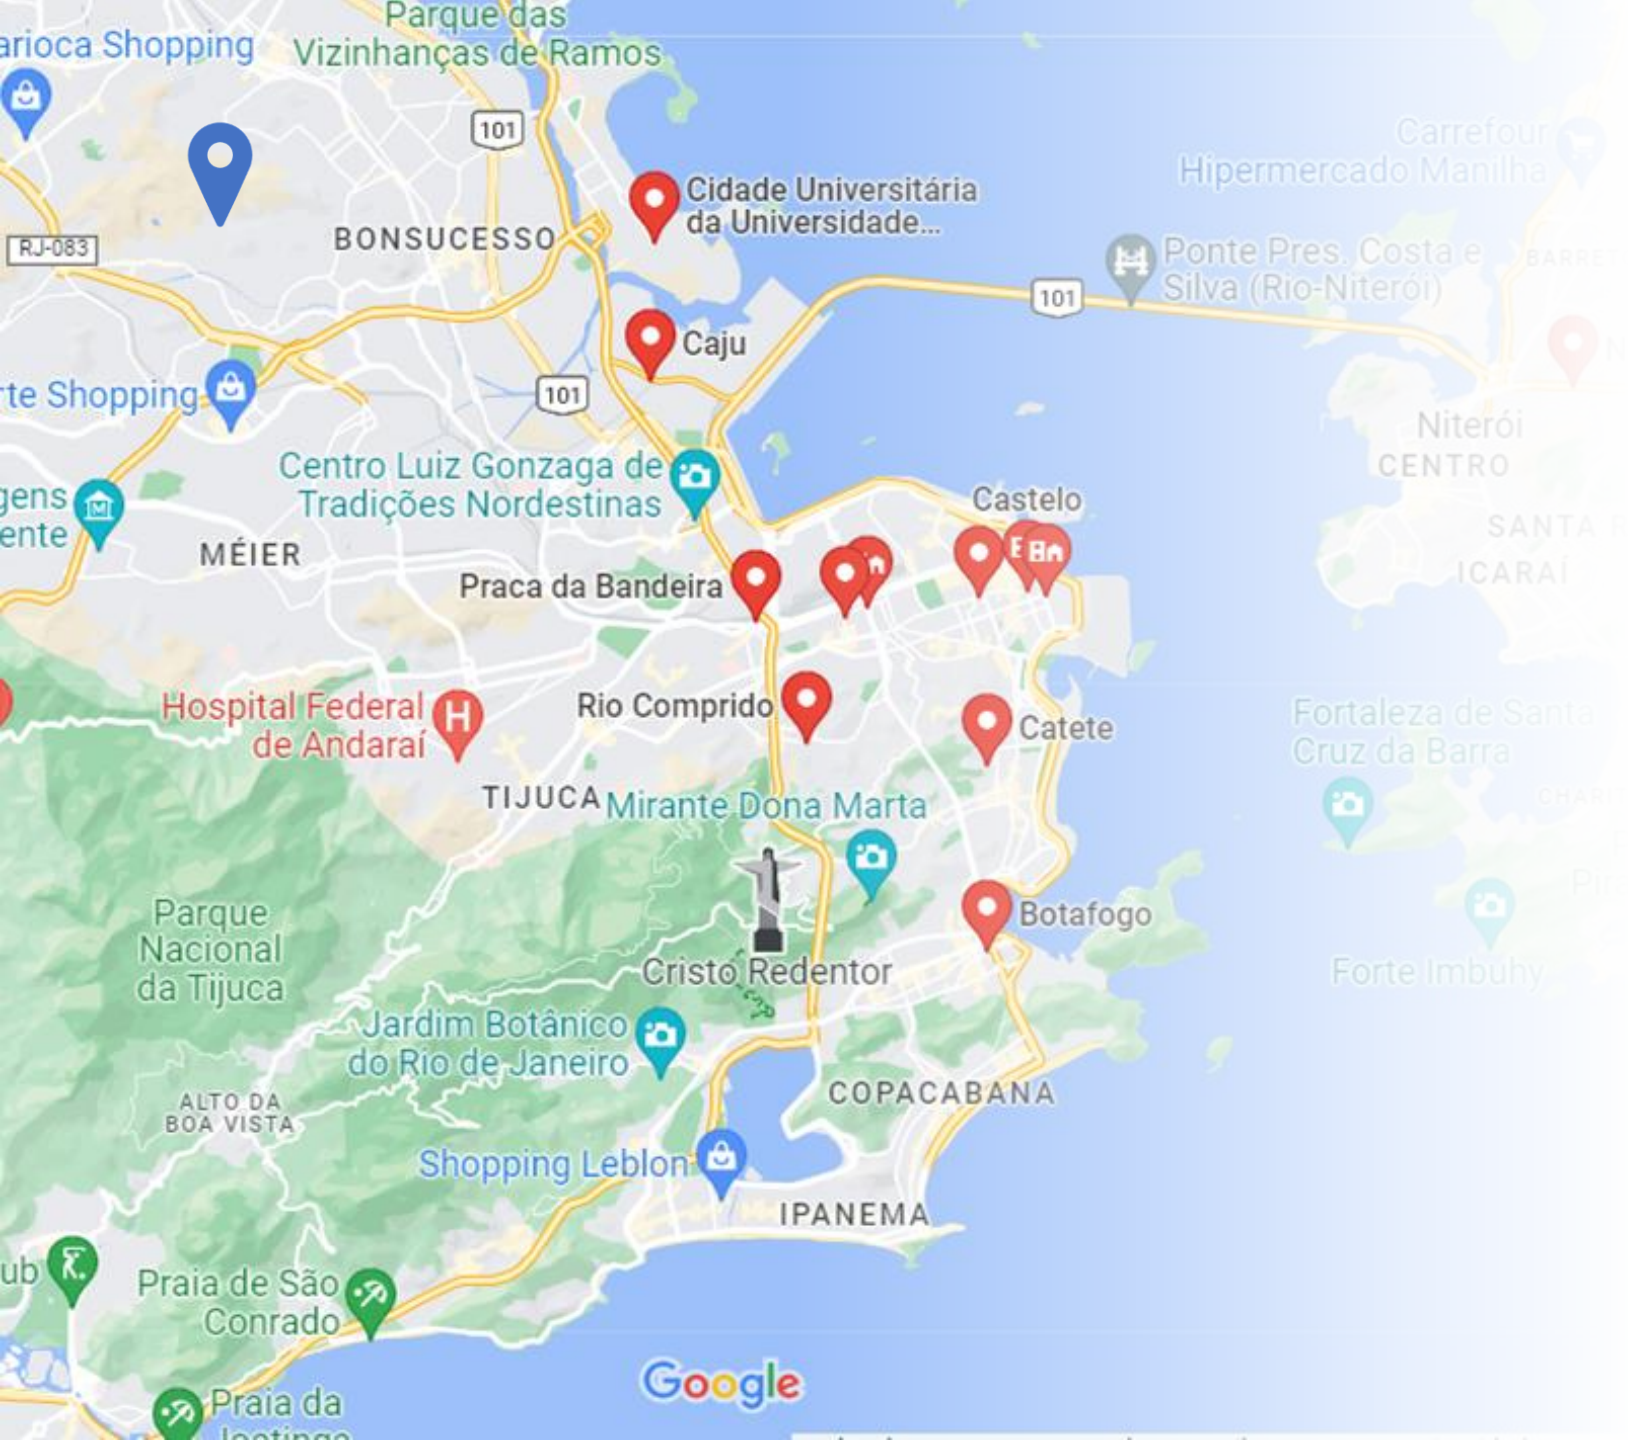 Parque das
Vizinhanças de Ramos
arioca Shopping
101
Carrefour
Hipermercado Manilha
Cidade Universitária
da Universidade...
BONSUCESSO
RJ-083
Ponte Pres. Costa e
Silva (Rio-Niterói)
BARRET
101
Caju
N
rte Shopping
101
Niterói
CENTRO
Centro Luiz Gonzaga de
Tradições Nordestinas
gens
ente
Castelo
SANTA R
MÉIER
ICARAÍ
Praca da Bandeira
Hospital Federal
de Andaraí
H
Rio Comprido
Catete
Fortaleza de Santa
Cruz da Barra
TIJUCA
Mirante Dona Marta
CHARIT
Parque
Nacional
da Tijuca
Botafogo
Cristo Redentor
Forte Imbuhy
Jardim Botânico
do Rio de Janeiro
ALTO DA
BOA VISTA
COPACABANA
Shopping Leblon
IPANEMA
ub
Praia de São
Conrado
Google
Praia da